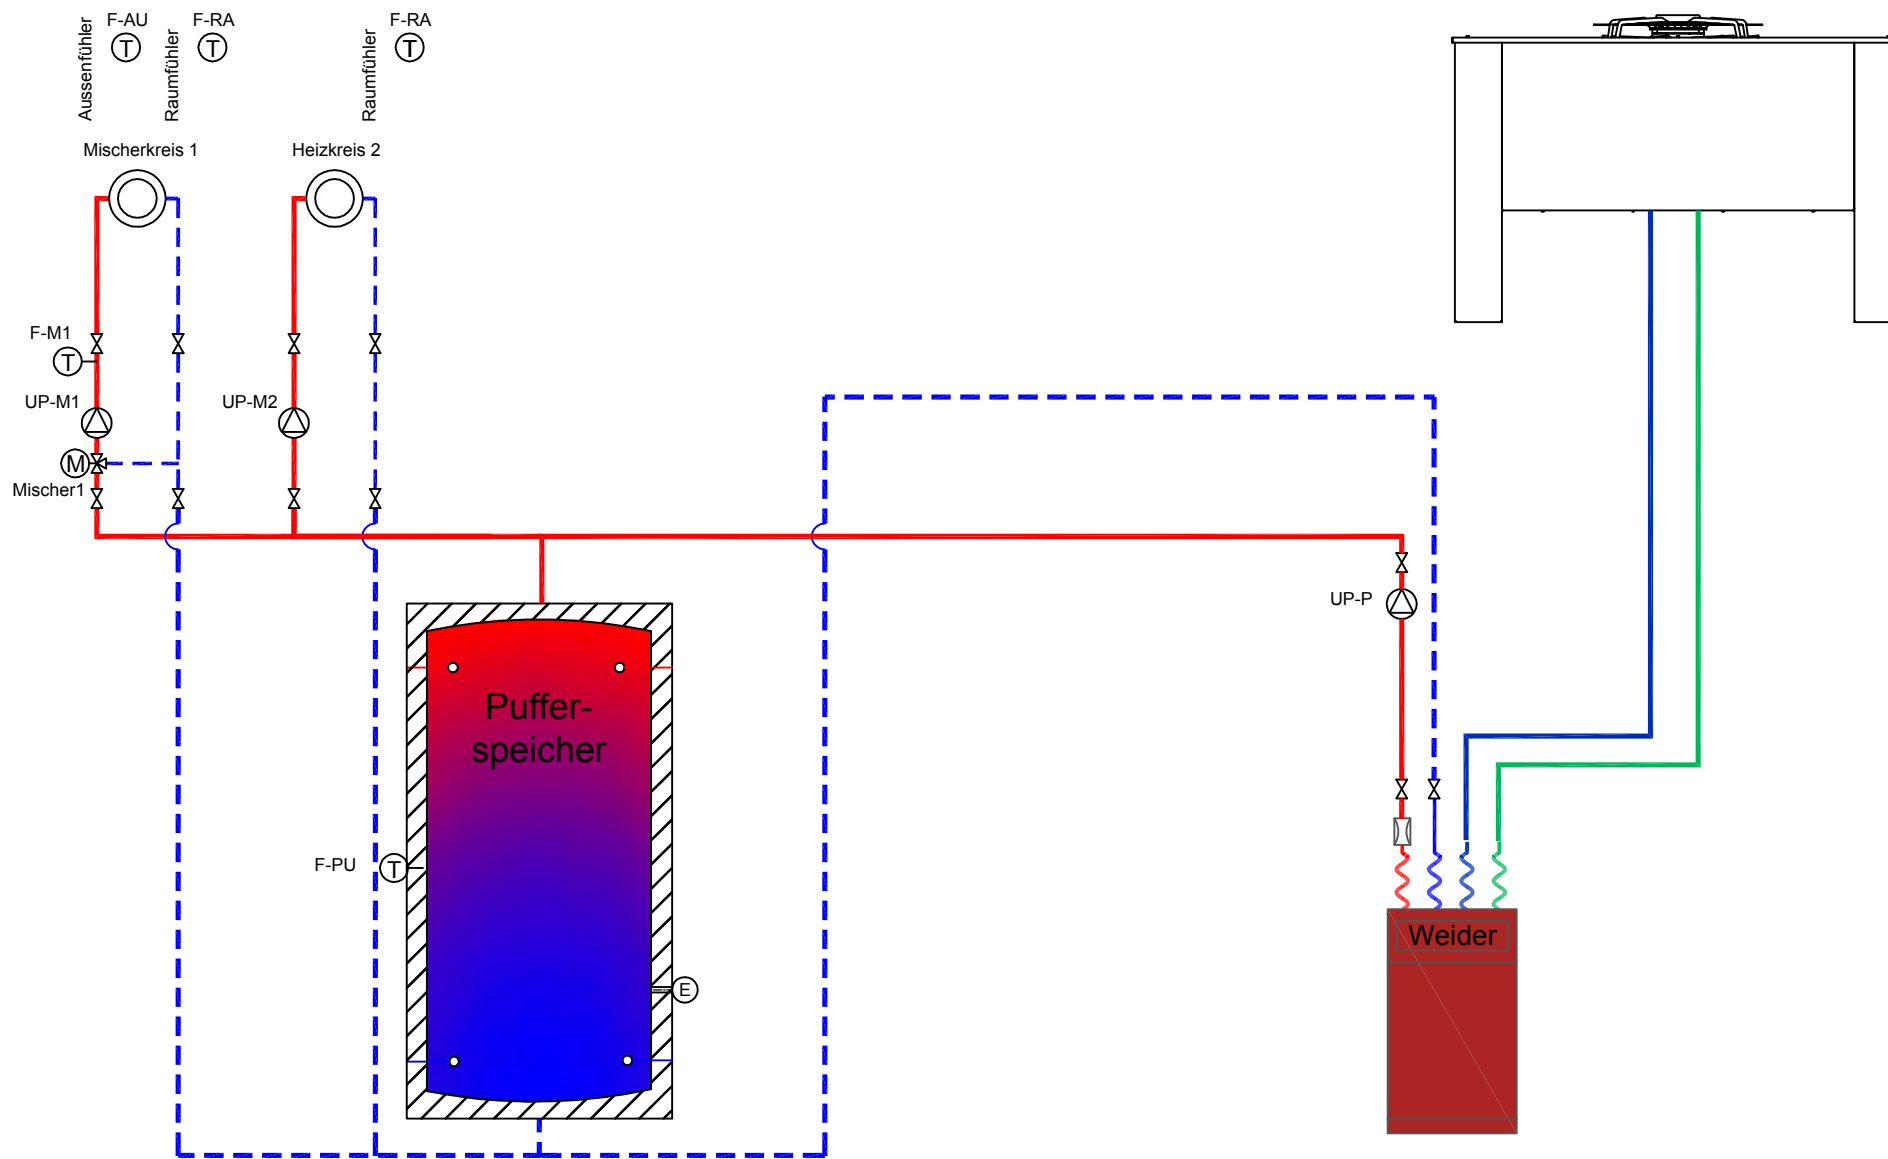 F-AU
F-RA
F-RA
Aussenfühler
T
Raumfühler
T
Raumfühler
T
Mischerkreis 1
Heizkreis 2
F-M1
T
UP-M1
UP-M2
M
Mischer1
UP-P
Puffer-
speicher
F-PU
T
Weider
E